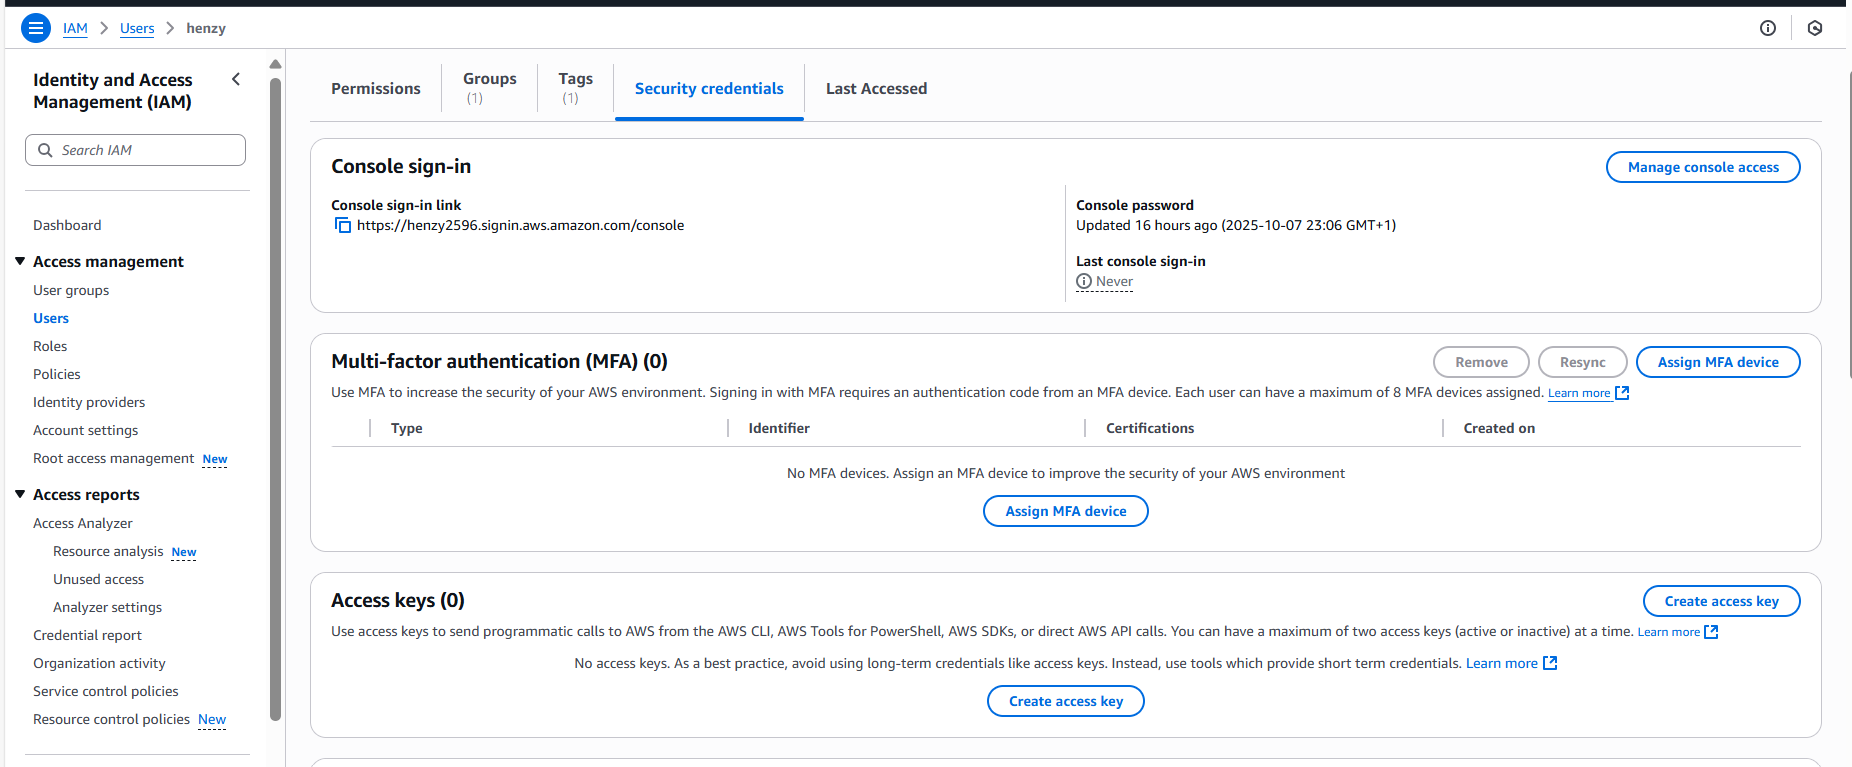 IAM > Users > henzy
Identity and Access
Management (IAM)
Search IAM
Dashboard
Access management
User groups
Users
Roles
Policies
Identity providers
Account settings
Root access management New
Access reports
Access Analyzer
Resource analysis New
Unused access
Analyzer settings
Credential report
Organization activity
Service control policies
Resource control policies New
Permissions
Groups
(1)
Tags
(1)
Security credentials
Last Accessed
Console sign-in
Manage console access
Console sign-in link
https://henzy2596.signin.aws.amazon.com/console
Console password
Updated 16 hours ago (2025-10-07 23:06 GMT+1)
Last console sign-in
Never
Multi-factor authentication (MFA) (0)
Remove
Resync
Assign MFA device
Use MFA to increase the security of your AWS environment. Signing in with MFA requires an authentication code from an MFA device. Each user can have a maximum of 8 MFA devices assigned. Learn more
Type
Identifier
Certifications
Created on
No MFA devices. Assign an MFA device to improve the security of your AWS environment
Assign MFA device
Access keys (0)
Create access key
Use access keys to send programmatic calls to AWS from the AWS CLI, AWS Tools for PowerShell, AWS SDKs, or direct AWS API calls. You can have a maximum of two access keys (active or inactive) at a time. Learn more
No access keys. As a best practice, avoid using long-term credentials like access keys. Instead, use tools which provide short term credentials. Learn more
Create access key